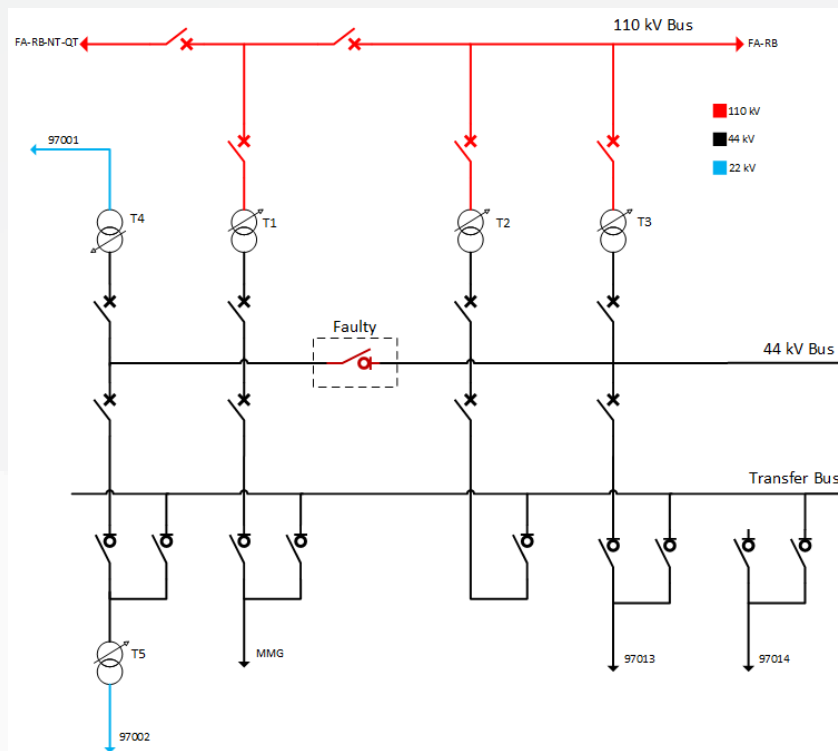 110 kV Bus
FA-RB-NT-QT
FA-RB
110 kV
44 kV
22 kV
97001
T4
T1
T2
T3
Faulty
44 kV Bus
Transfer Bus
T5
MMG
97013
97014
97002